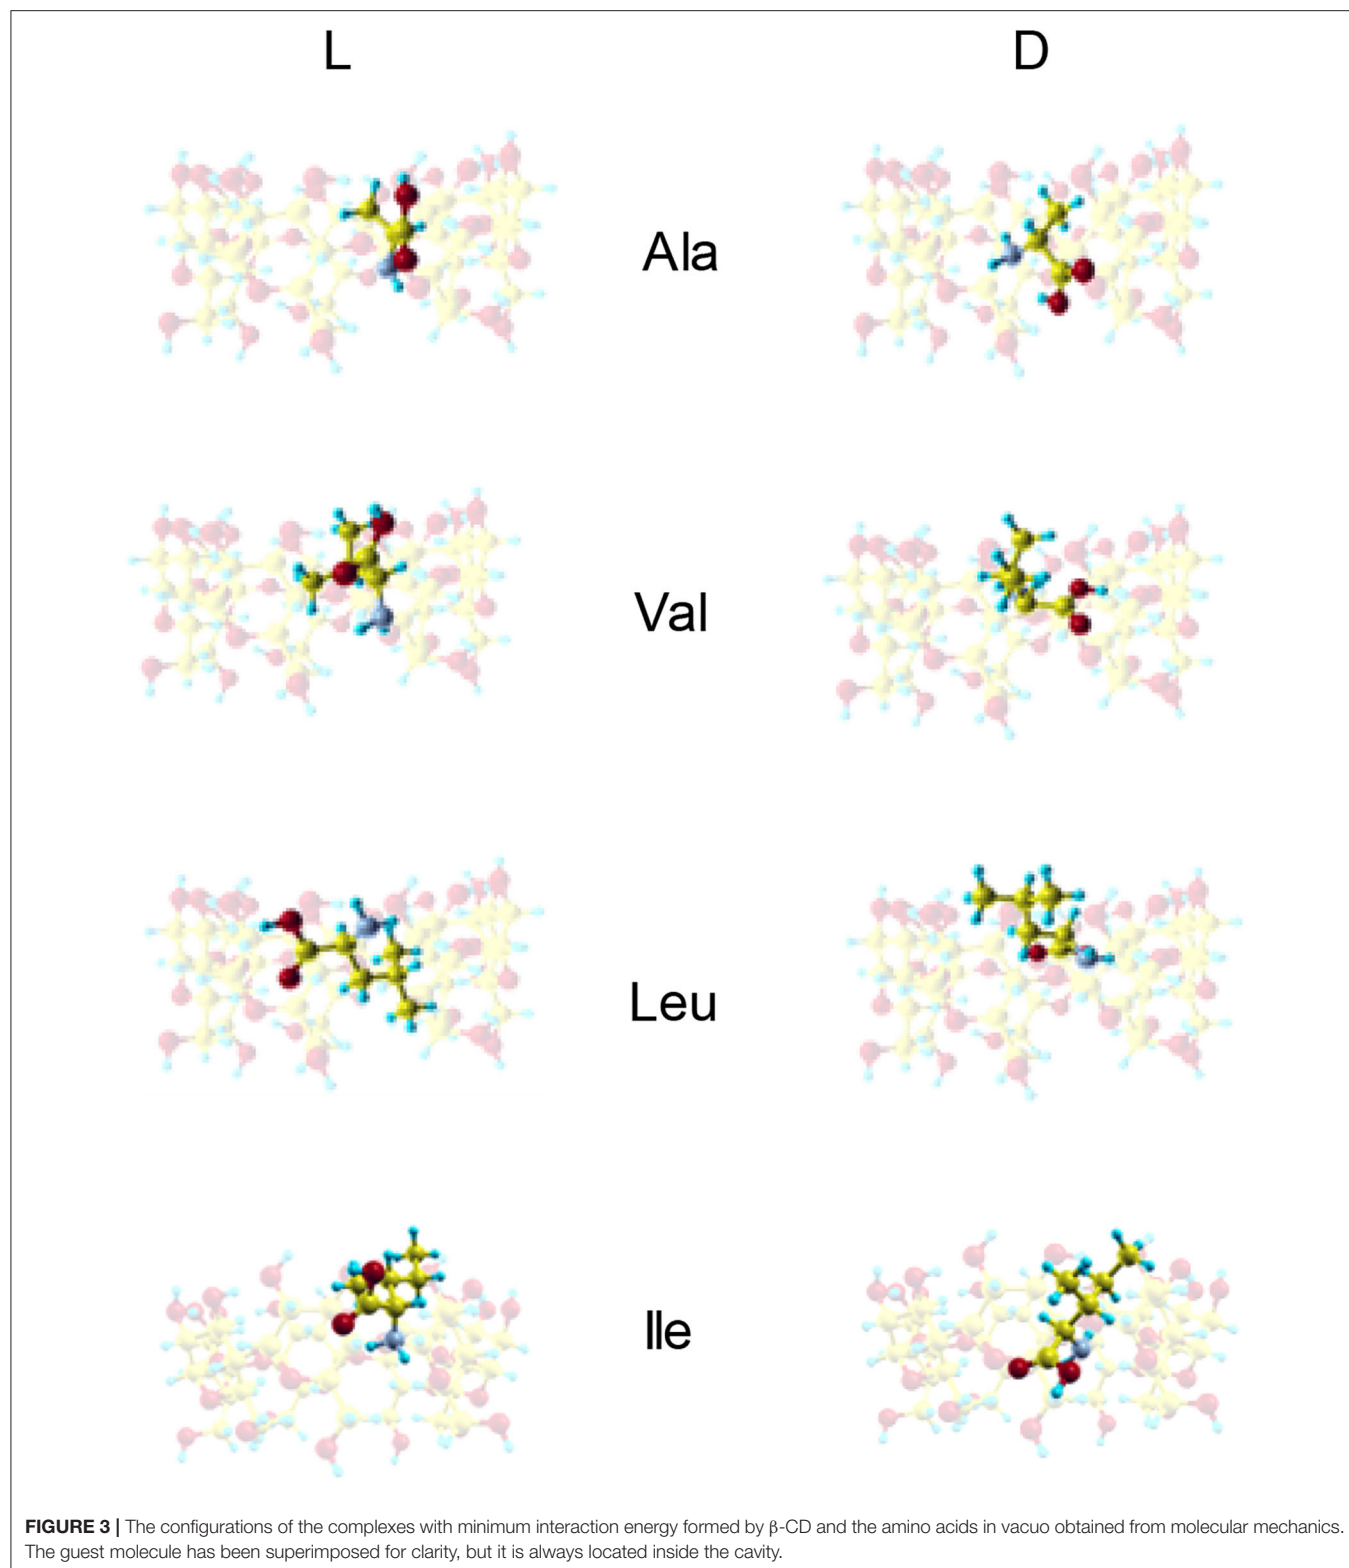 L D
Ala
Val
Leu
Ile
FIGURE 3 | The configurations of the complexes with minimum interaction energy formed by β-CD and the amino acids in vacuo obtained from molecular mechanics.
The guest molecule has been superimposed for clarity, but it is always located inside the cavity.